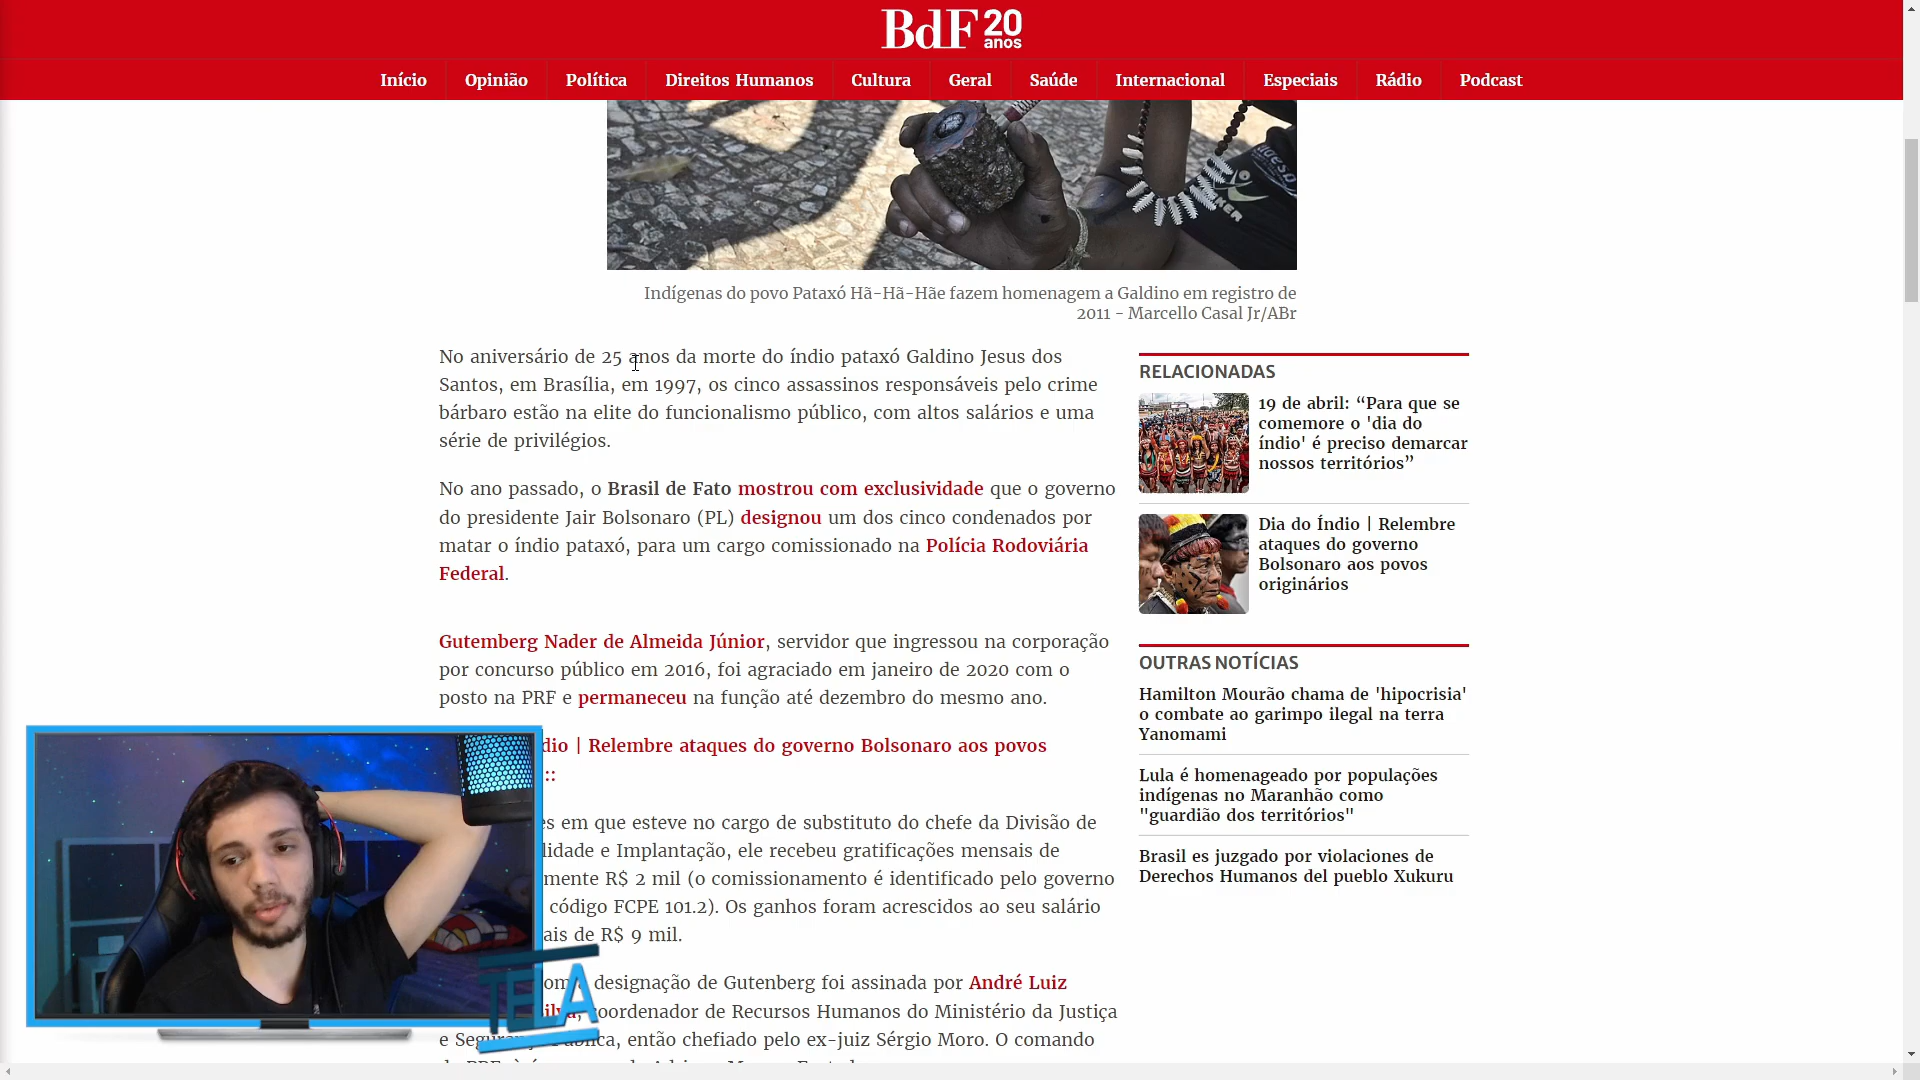 BdF 20 anos
Início Opinião Política Direitos Humanos Cultura Geral Saúde Internacional Especiais Rádio Podcast
Indígenas do povo Pataxó Hã-Hã-Hãe fazem homenagem a Galdino em registro de
2011 - Marcello Casal Jr/ABr
No aniversário de 25 anos da morte do índio pataxó Galdino Jesus dos
Santos, em Brasília, em 1997, os cinco assassinos responsáveis pelo crime
bárbaro estão na elite do funcionalismo público, com altos salários e uma
série de privilégios.
No ano passado, o Brasil de Fato mostrou com exclusividade que o governo
do presidente Jair Bolsonaro (PL) designou um dos cinco condenados por
matar o índio pataxó, para um cargo comissionado na Polícia Rodoviária
Federal.
Gutemberg Nader de Almeida Júnior, servidor que ingressou na corporação
por concurso público em 2016, foi agraciado em janeiro de 2020 com o
posto na PRF e permaneceu na função até dezembro do mesmo ano.
dio | Relembre ataques do governo Bolsonaro aos povos
::
es em que esteve no cargo de substituto do chefe da Divisão de
lidade e Implantação, ele recebeu gratificações mensais de
mente R$ 2 mil (o comissionamento é identificado pelo governo
código FCPE 101.2). Os ganhos foram acrescidos ao seu salário
ais de R$ 9 mil.
designação de Gutenberg foi assinada por André Luiz
coordenador de Recursos Humanos do Ministério da Justiça
e então chefiado pelo ex-juiz Sérgio Moro. O comando
TELA
RELACIONADAS
19 de abril: “Para que se
comemore o 'dia do
índio' é preciso demarcar
nossos territórios”
Dia do Índio | Relembre
ataques do governo
Bolsonaro aos povos
originários
OUTRAS NOTÍCIAS
Hamilton Mourão chama de 'hipocrisia'
o combate ao garimpo ilegal na terra
Yanomami
Lula é homenageado por populações
indígenas no Maranhão como
"guardião dos territórios"
Brasil es juzgado por violaciones de
Derechos Humanos del pueblo Xukuru